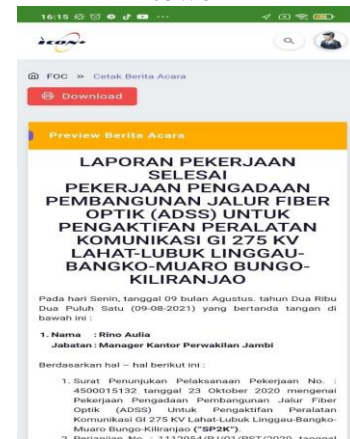 16:15
icon+
FOC » Cetak Berita Acara
Download
Preview Berita Acara
LAPORAN PEKERJAAN
SELESAI
PEKERJAAN PENGADAAN
PEMBANGUNAN JALUR FIBER
OPTIK (ADSS) UNTUK
PENGAKTIFAN PERALATAN
KOMUNIKASI GI 275 KV
LAHAT-LUBUK LINGGAU-
BANGKO-MUARO BUNGO-
KILIRANJAO
Pada hari Senin, tanggal 09 bulan Agustus. tahun Dua Ribu
Dua Puluh Satu (09-08-2021) yang bertanda tangan di
bawah ini :
1. Nama : Rino Aulia
Jabatan : Manager Kantor Perwakilan Jambi
Berdasarkan hal – hal berikut ini :
1. Surat Penunjukan Pelaksanaan Pekerjaan No. :
4500015132 tanggal 23 Oktober 2020 mengenai
Pekerjaan Pengadaan Pembangunan Jalur Fiber
Optik (ADSS) Untuk Pengaktifan Peralatan
Komunikasi GI 275 KV Lahat-Lubuk Linggau-Bangko-
Muaro Bungo-Kiliranjao ("SP2K").
2. Perjanjian No. : tanggal